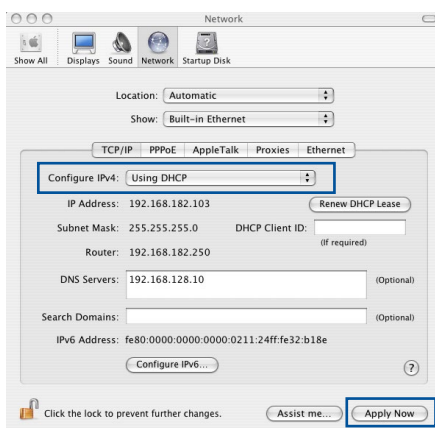 Network
Show All Displays Sound Network Startup Disk
Location: Automatic
Show: Built-in Ethernet
TCP/IP PPPoE AppleTalk Proxies Ethernet
Configure IPv4: Using DHCP
IP Address: 192.168.182.103 Renew DHCP Lease
Subnet Mask: 255.255.255.0 DHCP Client ID:
(If required)
Router: 192.168.182.250
DNS Servers: 192.168.128.10 (Optional)
Search Domains: (Optional)
IPv6 Address: fe80:0000:0000:0000:0211:24ff:fe32:b18e
Configure IPv6... ?
Click the lock to prevent further changes. Assist me... Apply Now